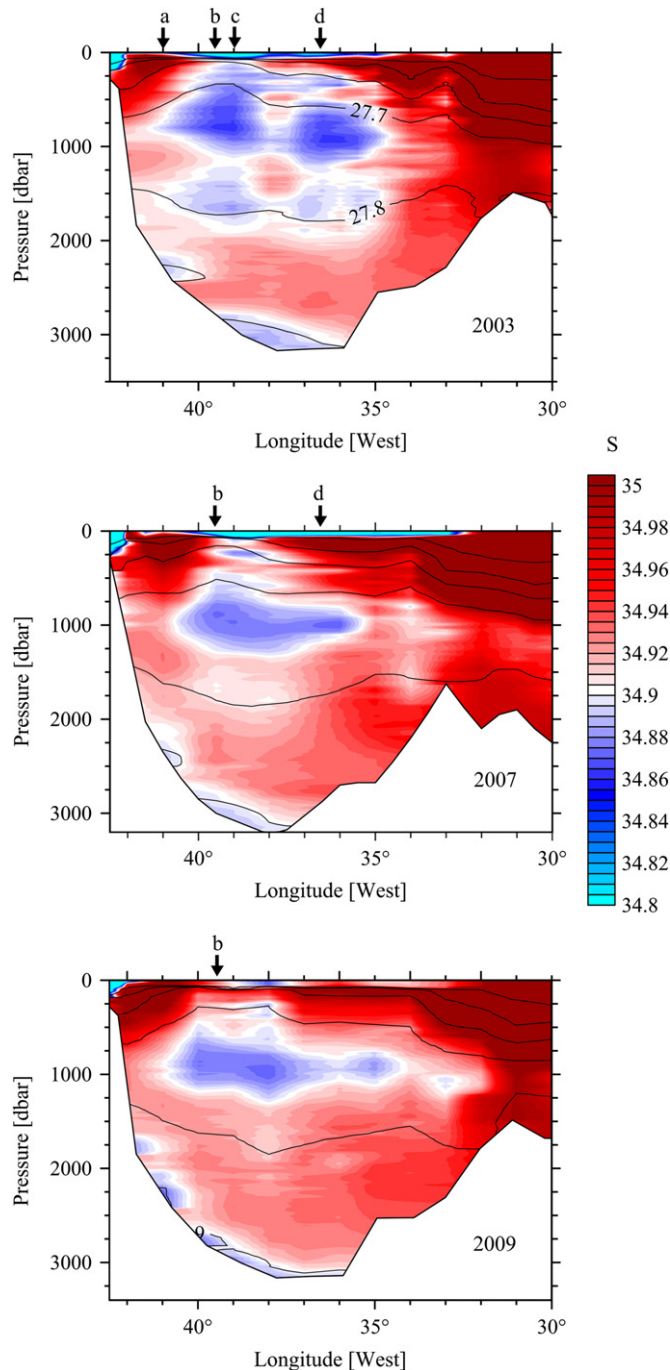 a b c d
0
27.7
1000
27.8
2000
3000
2003
Pressure [dbar]
40° 35° 30°
Longitude [West]
S
35
34.98
34.96
34.94
34.92
34.9
34.88
34.86
34.84
34.82
34.8
b d
0
1000
2000
3000
2007
Pressure [dbar]
40° 35° 30°
Longitude [West]
b
0
1000
2000
3000
2009
Pressure [dbar]
40° 35° 30°
Longitude [West]